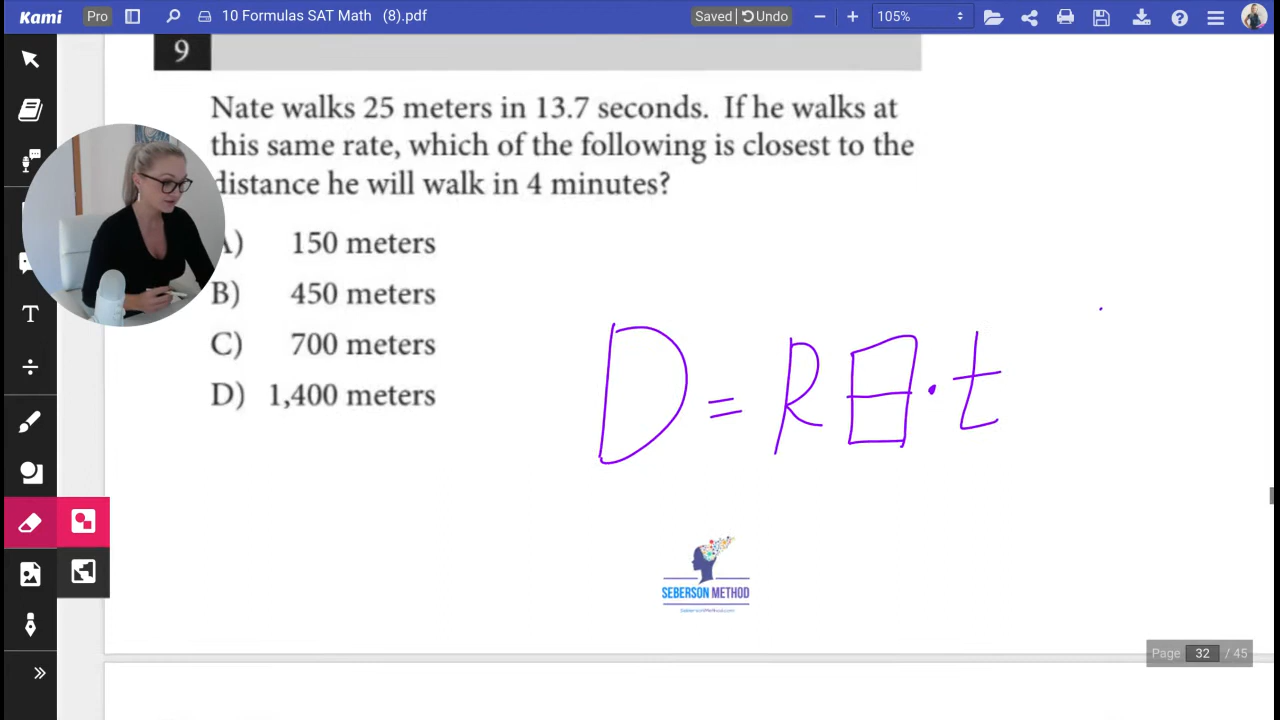 Kami Pro 10 Formulas SAT Math (8).pdf Saved Undo 105%
9
Nate walks 25 meters in 13.7 seconds. If he walks at
this same rate, which of the following is closest to the
distance he will walk in 4 minutes?
A) 150 meters
B) 450 meters
C) 700 meters
D) 1,400 meters
D = R · t
SEBERSON METHOD
SebersonMethod.com
Page 32 / 45